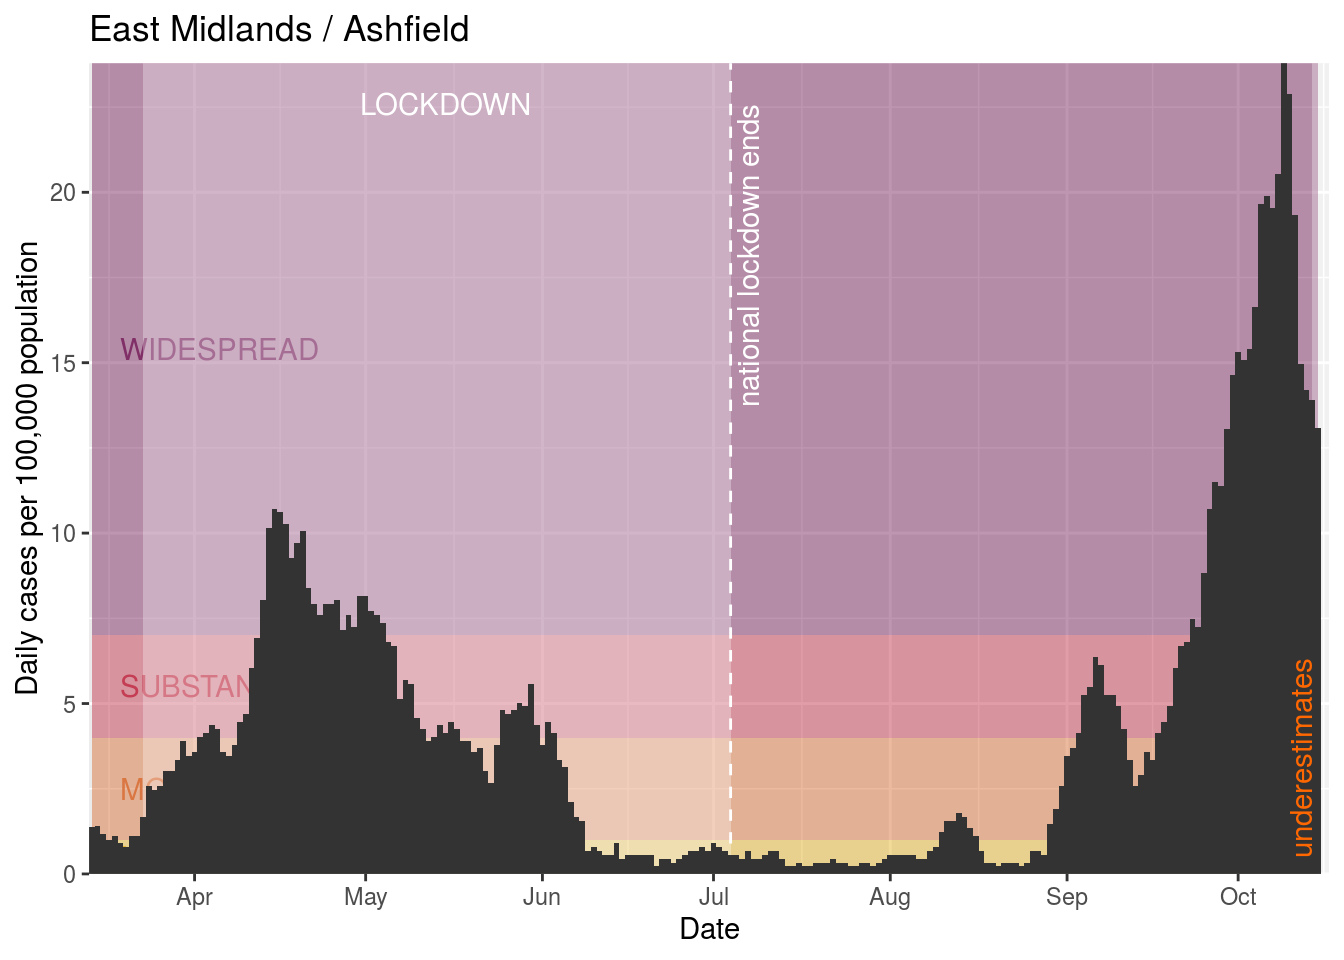 East Midlands / Ashfield
LOCKDOWN
national lockdown ends
WIDESPREAD
SUBSTAN
MO
underestimates
Daily cases per 100,000 population
20
15
10
5
0
Apr
May
Jun
Jul
Aug
Sep
Oct
Date